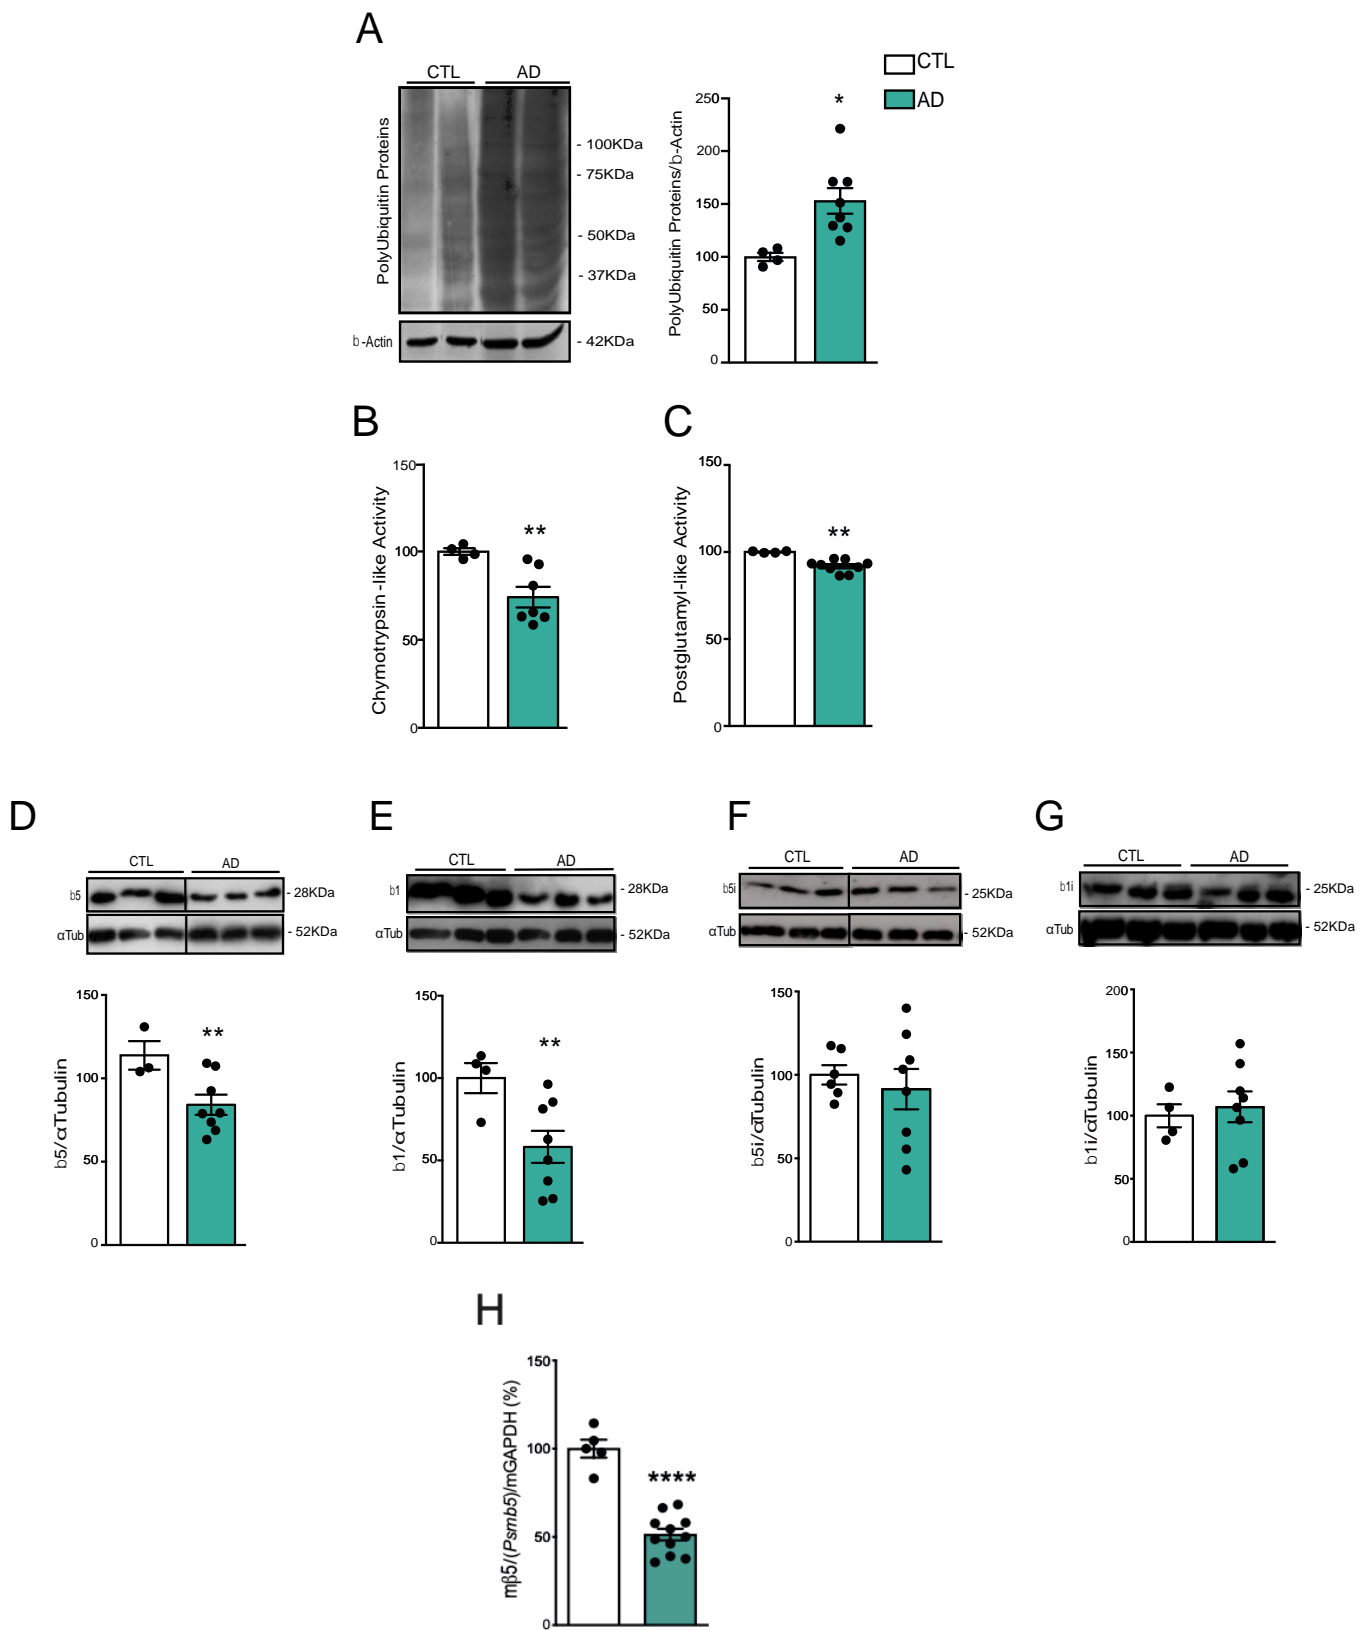 A
CTL AD
PolyUbiquitin Proteins
- 100KDa
- 75KDa
- 50KDa
- 37KDa
b-Actin
- 42KDa
CTL
AD
PolyUbiquitin Proteins/b-Actin
250
200
150
100
50
0
*
B
Chymotrypsin-like Activity
150
100
50
0
**
C
Postglutamyl-like Activity
150
100
50
0
**
D
CTL AD
b5
- 28KDa
αTub
- 52KDa
b5/αTubulin
150
100
50
0
**
E
CTL AD
b1
- 28KDa
αTub
- 52KDa
b1/αTubulin
150
100
50
0
**
F
CTL AD
b5i
- 25KDa
αTub
- 52KDa
b5i/αTubulin
150
100
50
0
G
CTL AD
b1i
- 25KDa
αTub
- 52KDa
b1i/αTubulin
200
150
100
50
0
H
mβ5/(Psmb5)/mGAPDH (%)
150
100
50
0
****